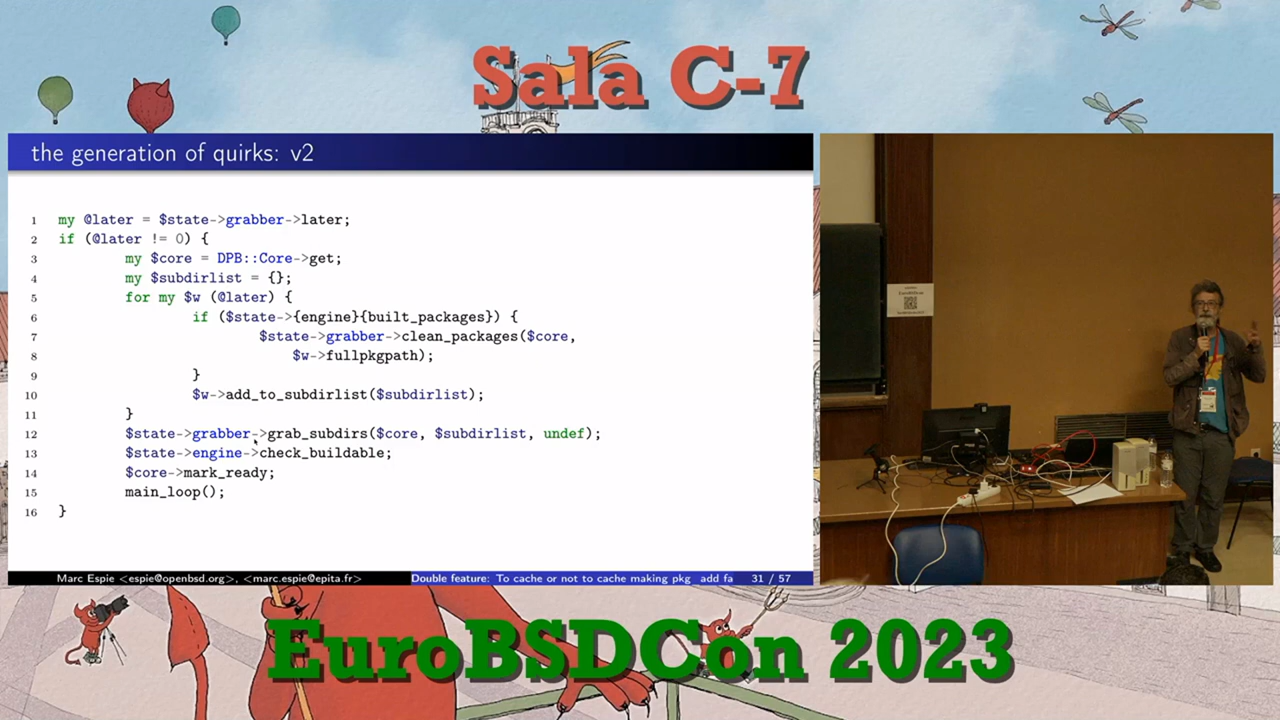 Sala C-7
the generation of quirks: v2
1 my @later = $state->grabber->later;
2 if (@later != 0) {
3 my $core = DPB::Core->get;
4 my $subdirlist = {};
5 for my $w (@later) {
6 if ($state->{engine}{built_packages}) {
7 $state->grabber->clean_packages($core,
8 $w->fullpkgpath);
9 }
10 $w->add_to_subdirlist($subdirlist);
11 }
12 $state->grabber->grab_subdirs($core, $subdirlist, undef);
13 $state->engine->check_buildable;
14 $core->mark_ready;
15 main_loop();
16 }
Marc Espie <espie@openbsd.org>, <marc.espie@epita.fr> Double feature: To cache or not to cache making pkg_add fa 31 / 57
EuroBSDCon 2023